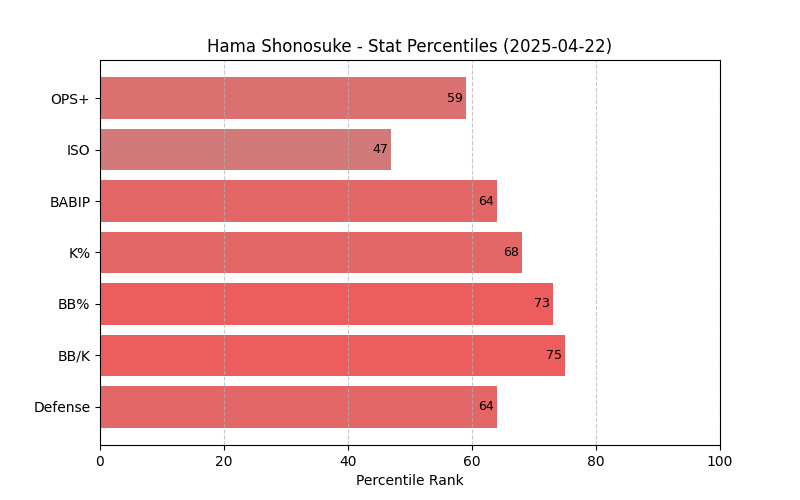 Hama Shonosuke - Stat Percentiles (2025-04-22)
OPS+ 59
ISO 47
BABIP 64
K% 68
BB% 73
BB/K 75
Defense 64
0 20 40 60 80 100
Percentile Rank